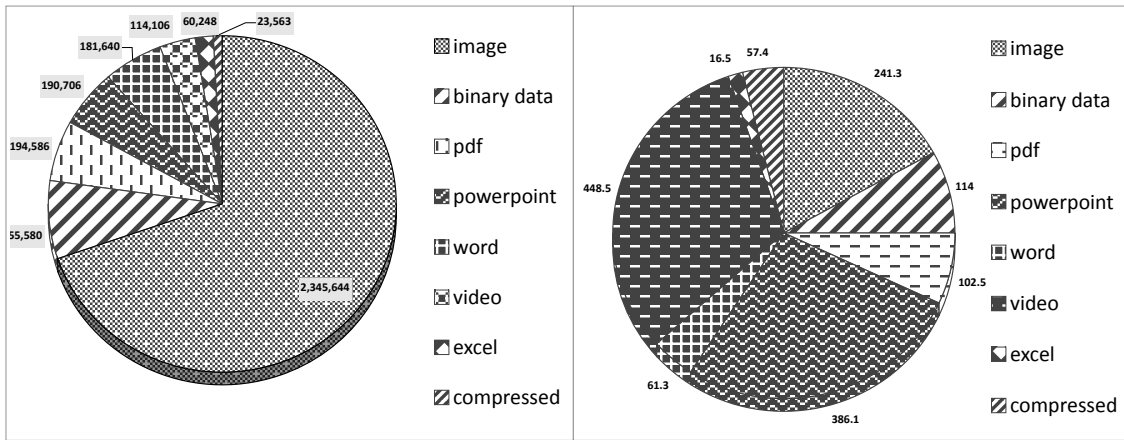 114,106
60,248
23,563
181,640
190,706
194,586
55,580
2,345,644
image
binary data
pdf
powerpoint
word
video
excel
compressed
16.5
57.4
241.3
114
102.5
386.1
61.3
448.5
image
binary data
pdf
powerpoint
word
video
excel
compressed